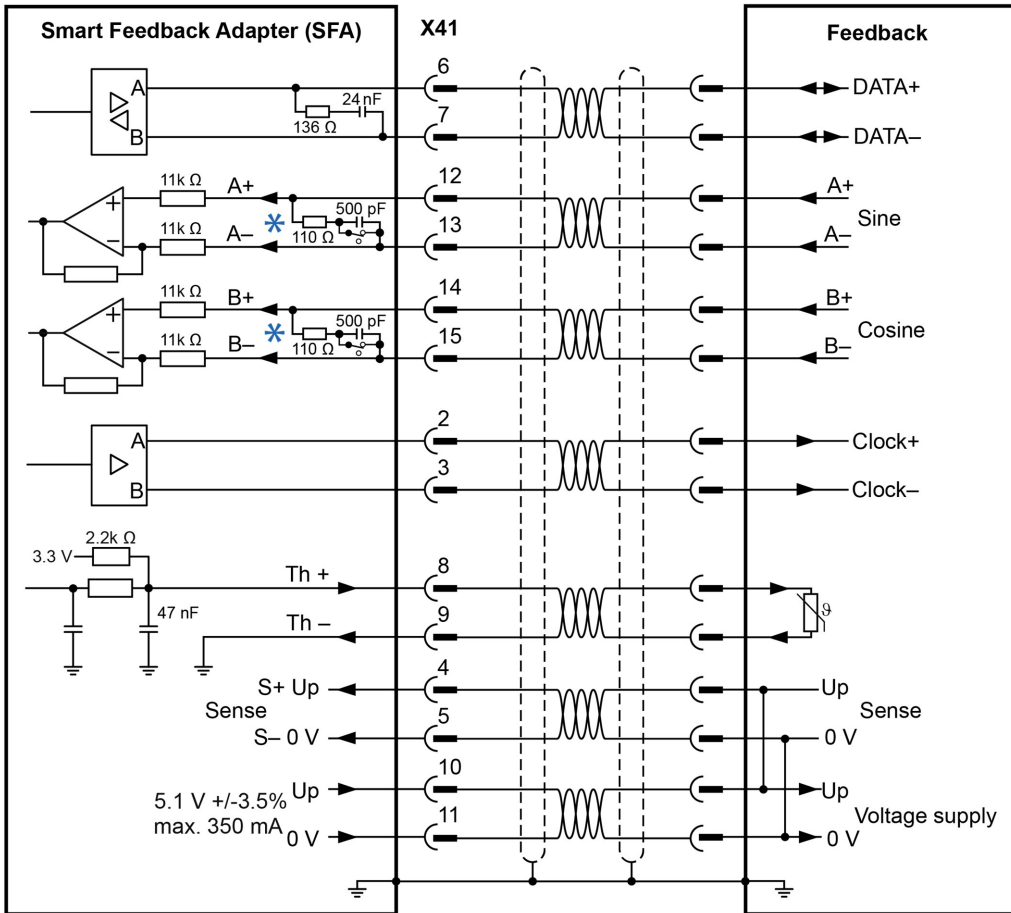 Smart Feedback Adapter (SFA) X41 Feedback
6
A 24 nF DATA+
136 Ω 7
B DATA–
11k Ω A+ 12 A+
+ 500 pF Sine
* 13
11k Ω A– 110 Ω A–
–
11k Ω B+ 14 B+
+ 500 pF Cosine
* 15
11k Ω B– 110 Ω B–
–
2
A Clock+
3
B Clock–
2.2k Ω
3.3 V
Th + 8
47 nF ϑ
Th – 9
4
S+ Up Up
Sense 5 Sense
S– 0 V 0 V
10
Up Up
5.1 V +/-3.5% Voltage supply
max. 350 mA 11
0 V 0 V